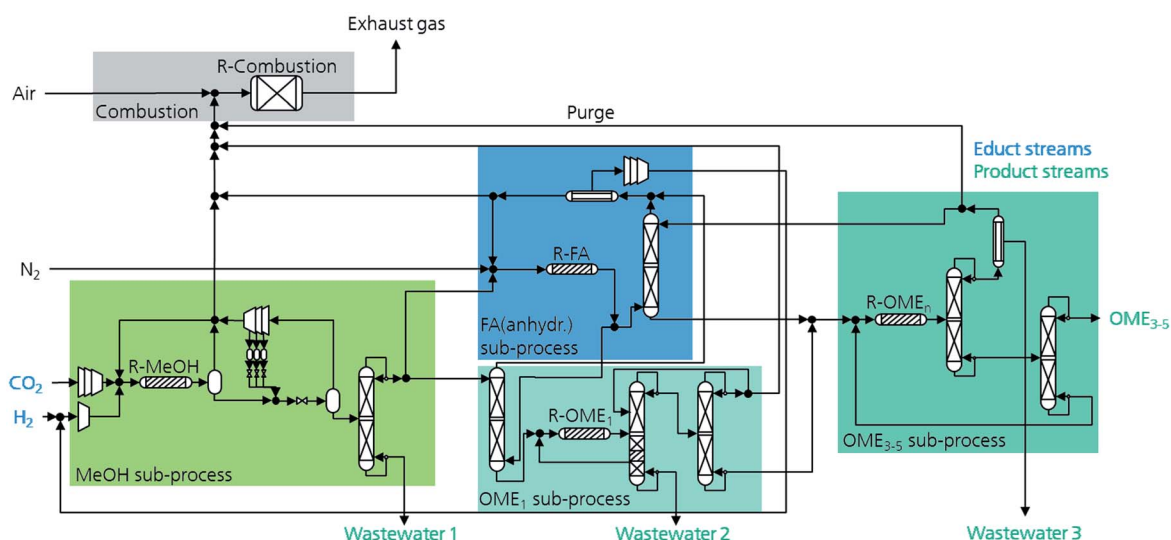 Exhaust gas
R-Combustion
Air
Combustion
Purge
Educt streams
Product streams
N₂
R-FA
FA(anhydr.)
sub-process
R-OMEₙ
OME₃₋₅
R-MeOH
CO₂
H₂
R-OME₁
MeOH sub-process
OME₁ sub-process
OME₃₋₅ sub-process
Wastewater 1
Wastewater 2
Wastewater 3